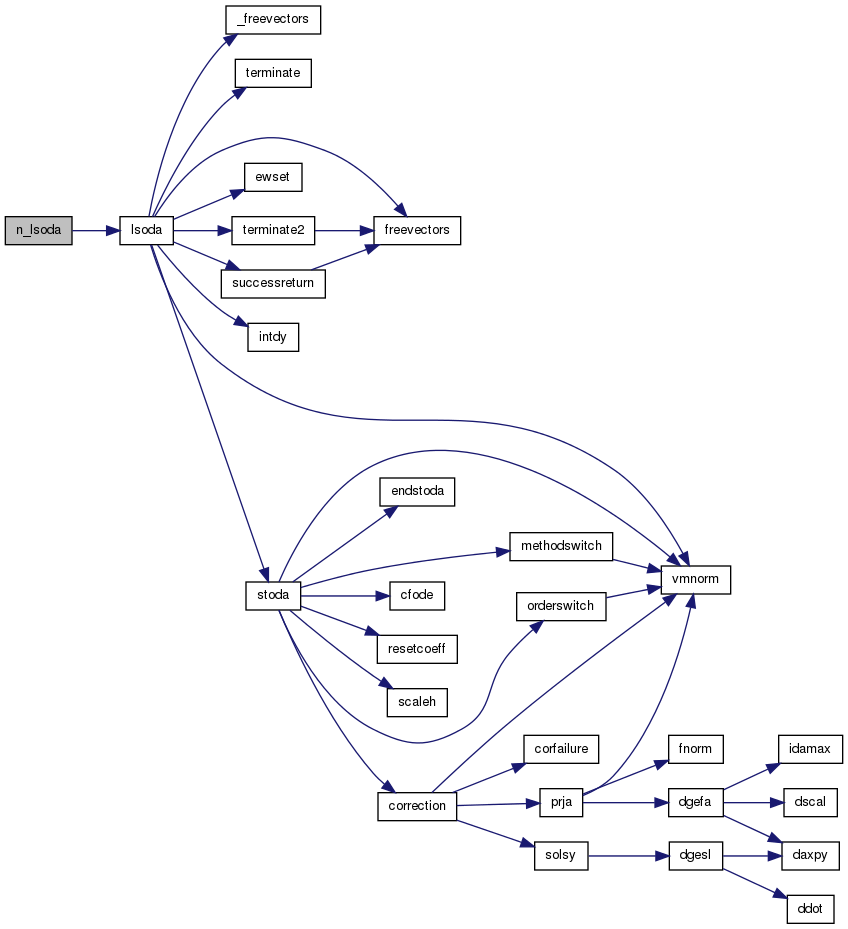 _freevectors
terminate
ewset
n_lsoda
lsoda
terminate2
freevectors
successreturn
intdy
endstoda
methodswitch
vmnorm
stoda
cfode
orderswitch
resetcoeff
scaleh
corfailure
fnorm
idamax
correction
prja
dgefa
dscal
solsy
dgesl
daxpy
ddot